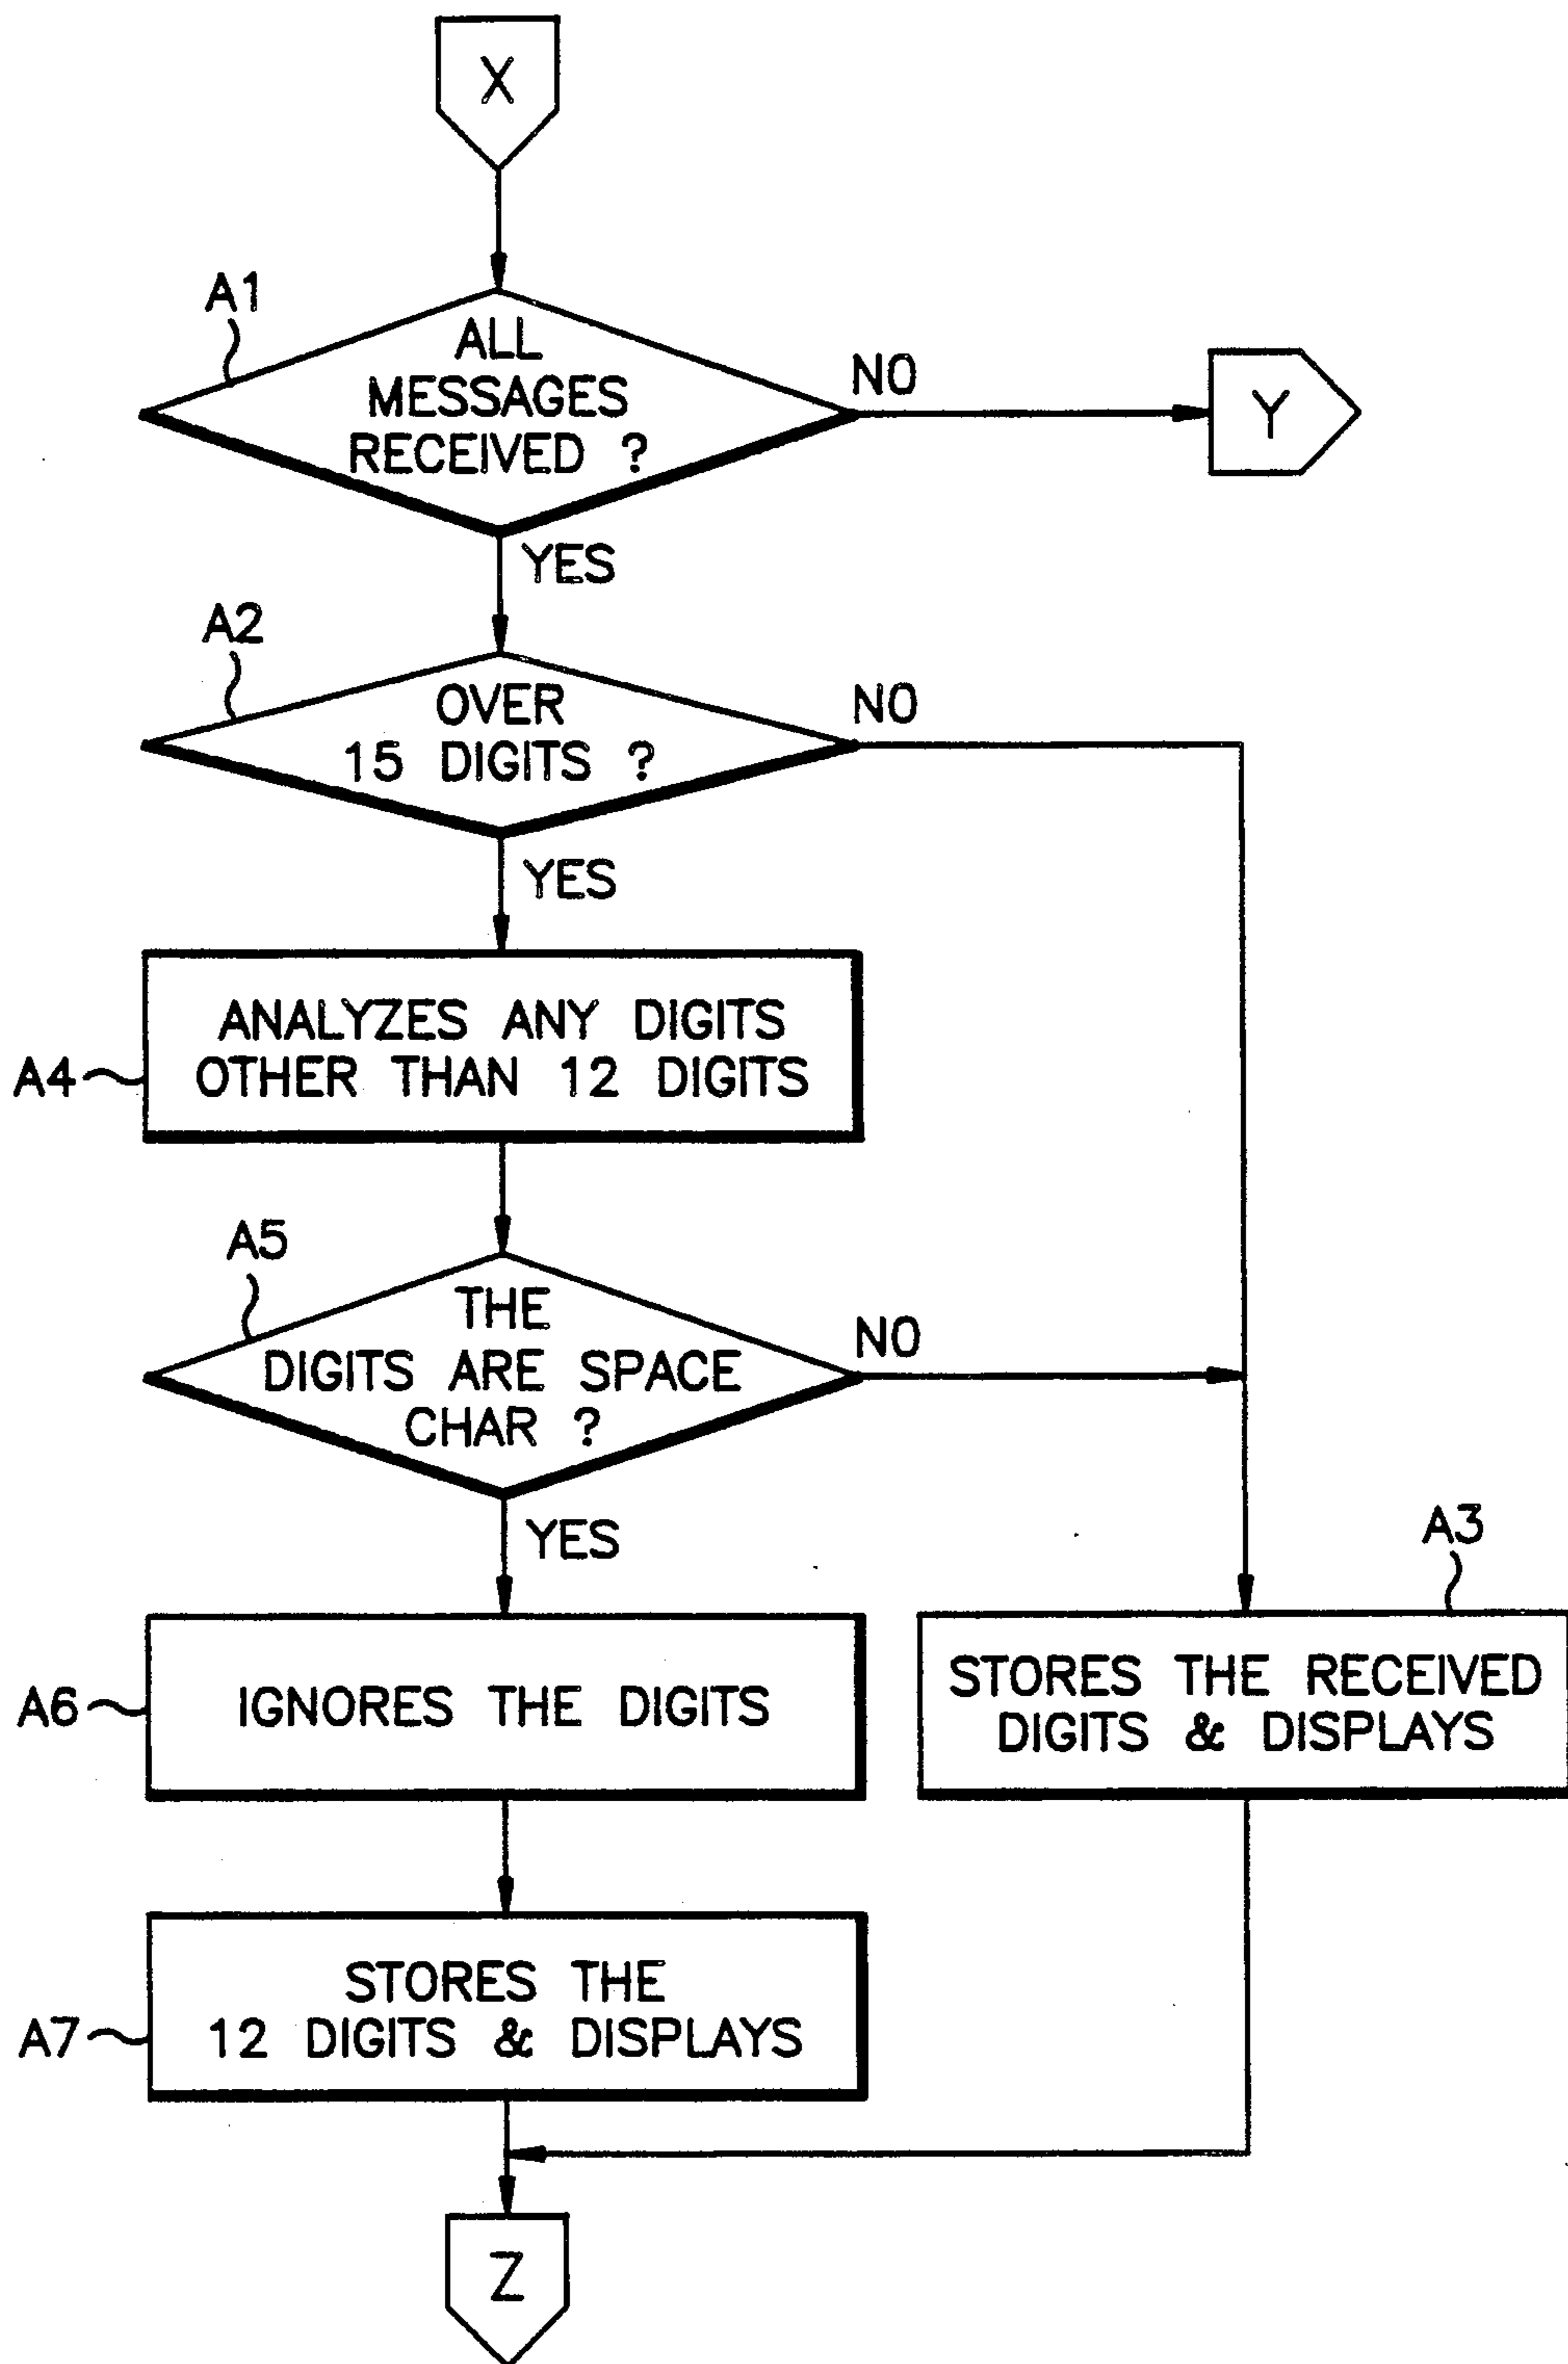 X
A1
ALL
MESSAGES
RECEIVED ?
NO
Y
YES
A2
OVER
15 DIGITS ?
NO
YES
A4
ANALYZES ANY DIGITS
OTHER THAN 12 DIGITS
A5
THE
DIGITS ARE SPACE
CHAR ?
NO
YES
A3
STORES THE RECEIVED
DIGITS & DISPLAYS
A6
IGNORES THE DIGITS
A7
STORES THE
12 DIGITS & DISPLAYS
Z